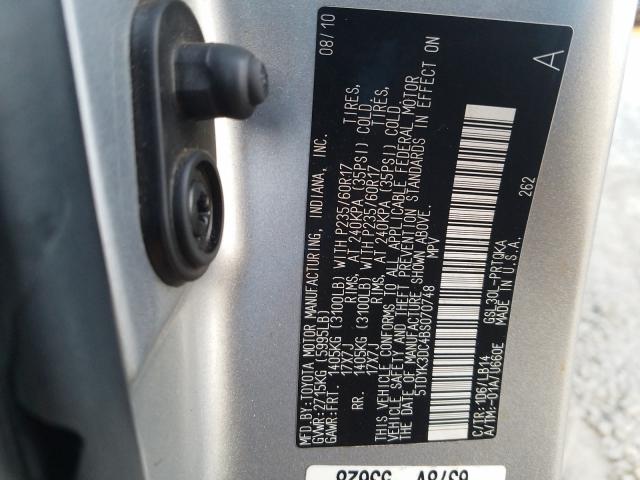 MFD.BY:TOYOTA MOTOR MANUFACTURING, INDIANA, INC. 08/10
GVWR:2715KG (5995LB)
GAWR:FRT. 1405KG (3100LB) WITH P235/60R17 TIRES,
17X7J RIMS, AT 240KPA (35PSI) COLD.
RR. 1405KG (3100LB) WITH P235/60R17 TIRES,
17X7J RIMS, AT 240KPA (35PSI) COLD.
THIS VEHICLE CONFORMS TO ALL APPLICABLE FEDERAL MOTOR
VEHICLE SAFETY AND THEFT PREVENTION STANDARDS IN EFFECT ON
THE DATE OF MANUFACTURE SHOWN ABOVE.
5TDYK3DC4BS070748 MPV
A
262
C/TR:1D6/LB14 GSL30L-PRTQKA
A/TM:-01A/U660E MADE IN U.S.A.